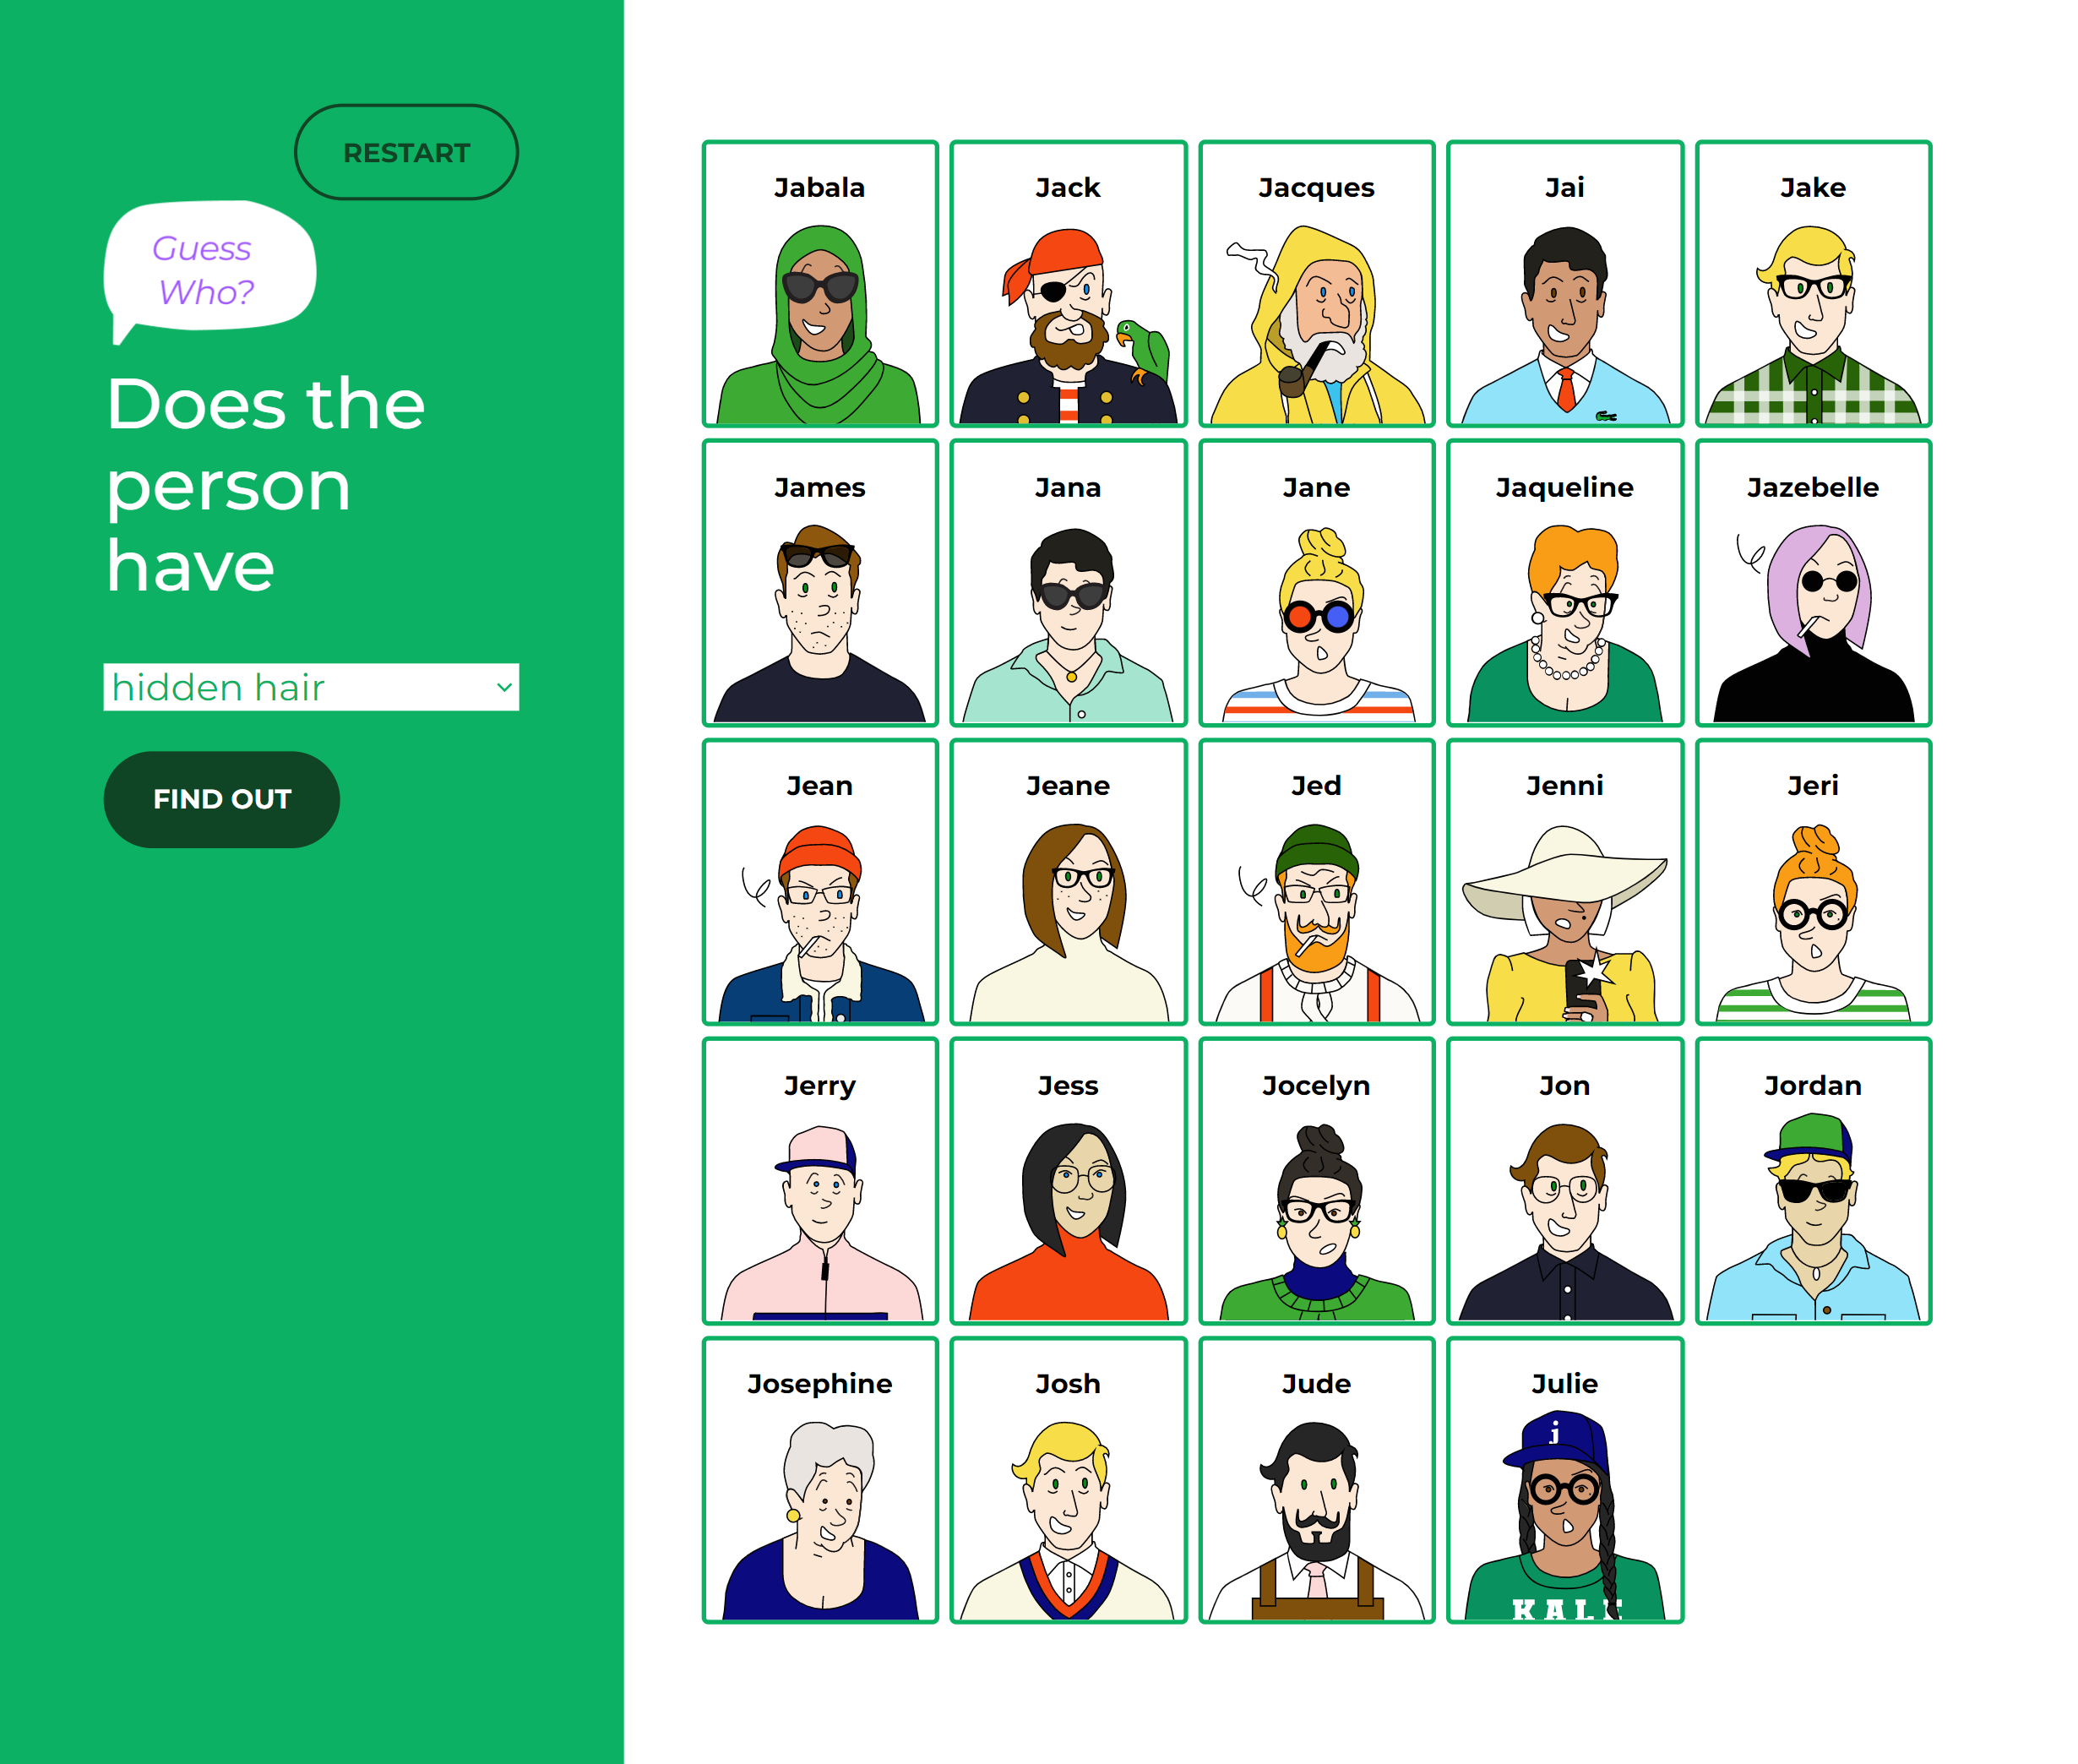 RESTART
Guess
Who?
Does the
person
have
hidden hair
FIND OUT
Jabala
Jack
Jacques
Jai
Jake
James
Jana
Jane
Jaqueline
Jazebelle
Jean
Jeane
Jed
Jenni
Jeri
Jerry
Jess
Jocelyn
Jon
Jordan
Josephine
Josh
Jude
Julie
j
KALE